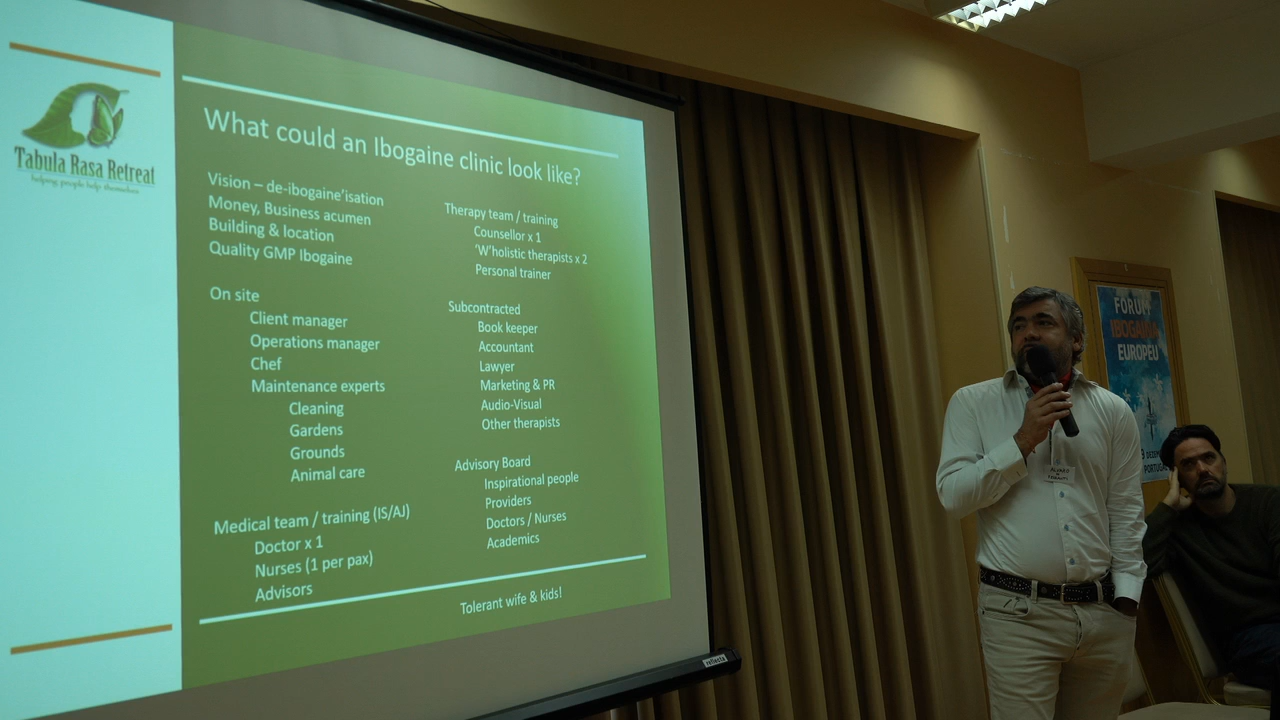 Tabula Rasa Retreat
helping people help themselves
What could an Ibogaine clinic look like?
Vision – de-ibogaine'isation
Money, Business acumen
Building & location
Quality GMP Ibogaine
On site
Client manager
Operations manager
Chef
Maintenance experts
Cleaning
Gardens
Grounds
Animal care
Medical team / training (IS/AJ)
Doctor x 1
Nurses (1 per pax)
Advisors
Therapy team / training
Counsellor x 1
'W'holistic therapists x 2
Personal trainer
Subcontracted
Book keeper
Accountant
Lawyer
Marketing & PR
Audio-Visual
Other therapists
Advisory Board
Inspirational people
Providers
Doctors / Nurses
Academics
Tolerant wife & kids!
reflecta
FORUM
IBOGAINA
EUROPEU
PORTUGAL
ALVARO